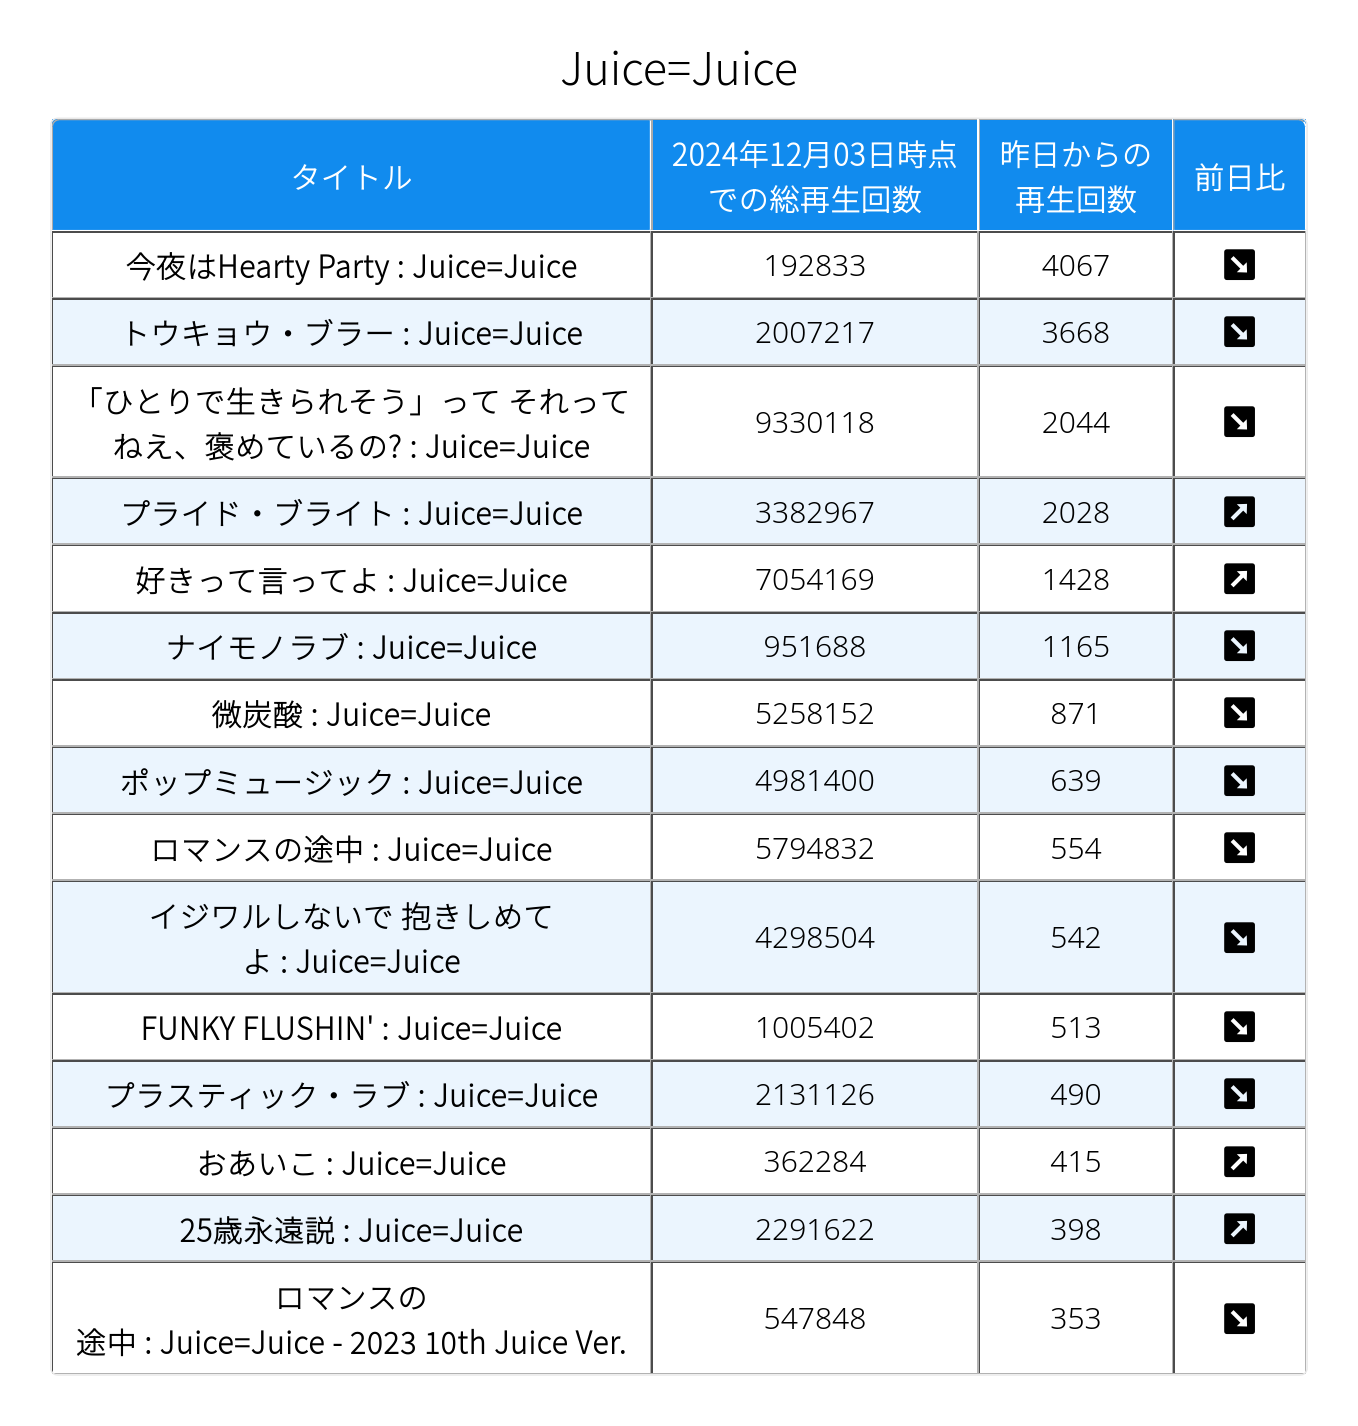 Juice=Juice
タイトル
2024年12月03日時点
での総再生回数
昨日からの
再生回数
前日比
今夜はHearty Party : Juice=Juice 192833 4067
トウキョウ・ブラー : Juice=Juice 2007217 3668
「ひとりで生きられそう」って それって
ねえ、褒めているの? : Juice=Juice 9330118 2044
プライド・ブライト : Juice=Juice 3382967 2028
好きって言ってよ : Juice=Juice 7054169 1428
ナイモノラブ : Juice=Juice 951688 1165
微炭酸 : Juice=Juice 5258152 871
ポップミュージック : Juice=Juice 4981400 639
ロマンスの途中 : Juice=Juice 5794832 554
イジワルしないで 抱きしめて
よ : Juice=Juice 4298504 542
FUNKY FLUSHIN' : Juice=Juice 1005402 513
プラスティック・ラブ : Juice=Juice 2131126 490
おあいこ : Juice=Juice 362284 415
25歳永遠説 : Juice=Juice 2291622 398
ロマンスの
途中 : Juice=Juice - 2023 10th Juice Ver. 547848 353